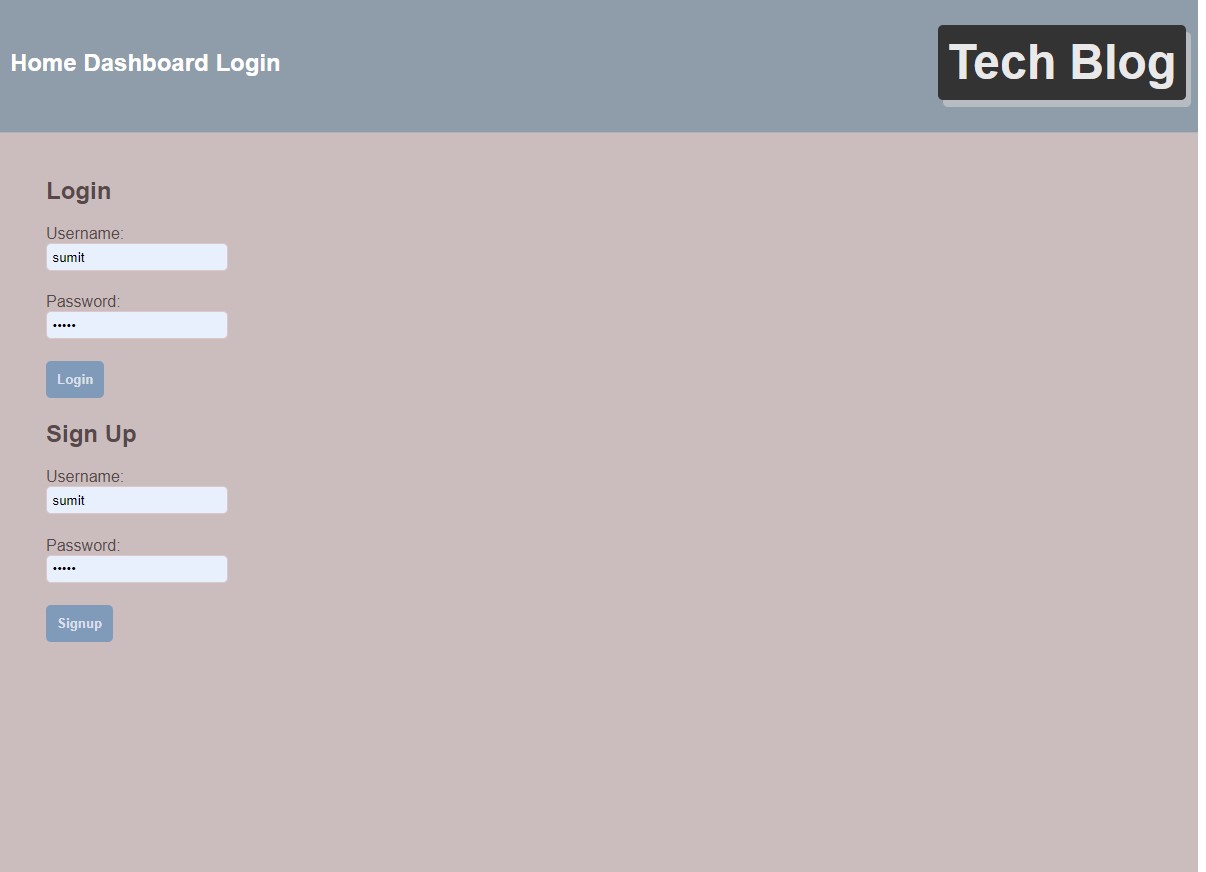 Home Dashboard Login
Tech Blog
Login
Username:
sumit
Password:
•••••
Login
Sign Up
Username:
sumit
Password:
•••••
Signup